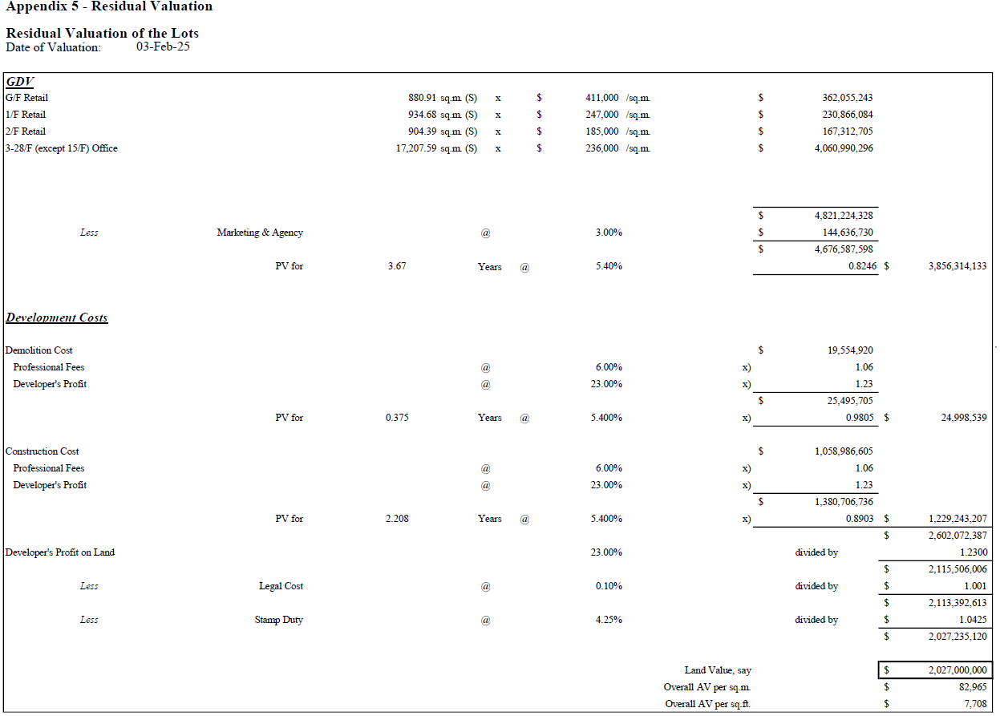 Appendix 5 - Residual Valuation
Residual Valuation of the Lots
Date of Valuation: 03-Feb-25
GDV
G/F Retail 880.91 sq.m. (S) x $ 411,000 /sq.m. $ 362,055,243
1/F Retail 934.68 sq.m. (S) x $ 247,000 /sq.m. $ 230,866,084
2/F Retail 904.39 sq.m. (S) x $ 185,000 /sq.m. $ 167,312,705
3-28/F (except 15/F) Office 17,207.59 sq.m. (S) x $ 236,000 /sq.m. $ 4,060,990,296
$ 4,821,224,328
Less Marketing & Agency @ 3.00% $ 144,636,730
$ 4,676,587,598
PV for 3.67 Years @ 5.40% 0.8246 $ 3,856,314,133
Development Costs
Demolition Cost $ 19,554,920
Professional Fees @ 6.00% x) 1.06
Developer's Profit @ 23.00% x) 1.23
$ 25,495,705
PV for 0.375 Years @ 5.400% x) 0.9805 $ 24,998,539
Construction Cost $ 1,058,986,605
Professional Fees @ 6.00% x) 1.06
Developer's Profit @ 23.00% x) 1.23
$ 1,380,706,736
PV for 2.208 Years @ 5.400% x) 0.8903 $ 1,229,243,207
$ 2,602,072,387
Developer's Profit on Land 23.00% divided by 1.2300
$ 2,115,506,006
Less Legal Cost @ 0.10% divided by $ 1.001
$ 2,113,392,613
Less Stamp Duty @ 4.25% divided by $ 1.0425
$ 2,027,235,120
Land Value, say $ 2,027,000,000
Overall AV per sq.m. $ 82,965
Overall AV per sq.ft. $ 7,708